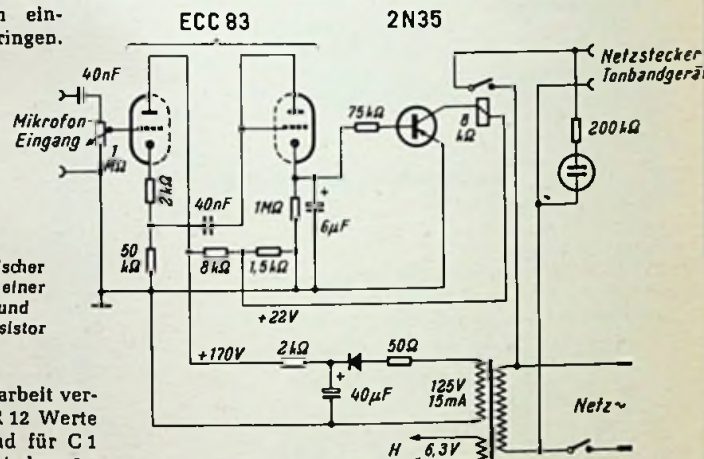 ein-
ringen.
ECC 83
2N35
40nF
Mikrofon-
Eingang
1
MΩ
2kΩ
50
kΩ
40nF
8kΩ
1,5kΩ
1MΩ
+
6µF
75kΩ
8
kΩ
Netzstecker
Tonbandgerät
200kΩ
+22V
+170V
2kΩ
+
40µF
50Ω
125V
15mA
Netz~
H
6,3V
ischer
einer
und
sistor
arbeit ver-
R 12 Werte
nd für C 1